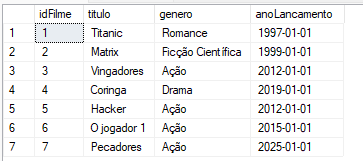 idFilme titulo genero anoLancamento
1 1 Titanic Romance 1997-01-01
2 2 Matrix Ficção Científica 1999-01-01
3 3 Vingadores Ação 2012-01-01
4 4 Coringa Drama 2019-01-01
5 5 Hacker Ação 2012-01-01
6 6 O jogador 1 Ação 2015-01-01
7 7 Pecadores Ação 2025-01-01